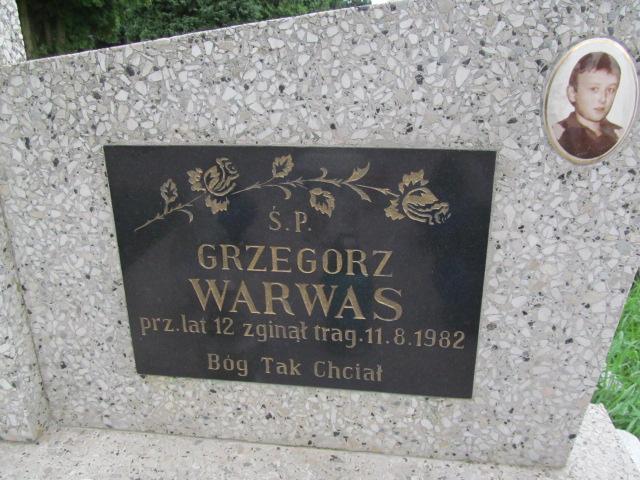 Ś.P.
GRZEGORZ
WARWAS
prz.lat 12 zginął trag.11.8.1982
Bóg Tak Chciał